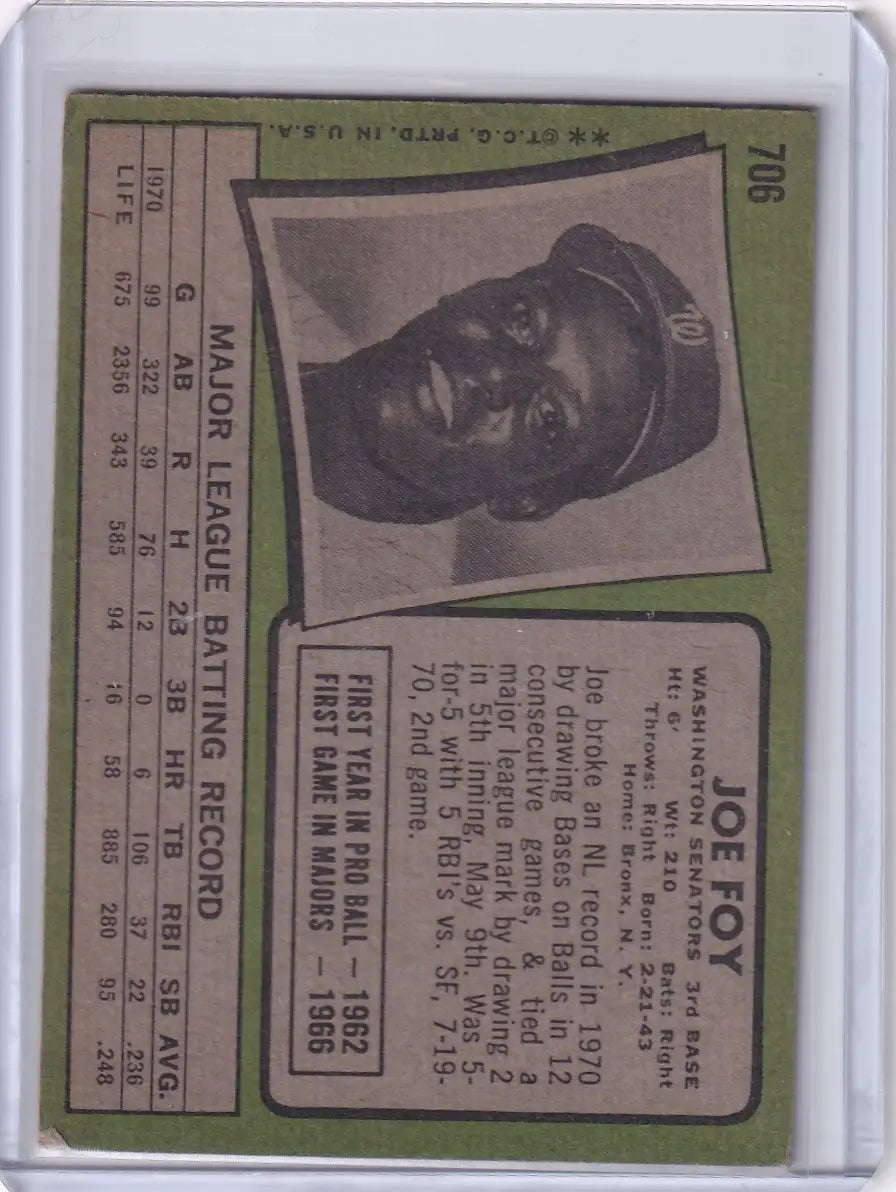 706
**©T.C.G. PRTD. IN U.S.A.
W
JOE FOY
WASHINGTON SENATORS 3rd BASE
Ht: 6' Wt: 210 Bats: Right
Throws: Right Born: 2-21-43
Home: Bronx, N. Y.
Joe broke an NL record in 1970
by drawing Bases on Balls in 12
consecutive games, & tied a
major league mark by drawing 2
in 5th inning, May 9th. Was 5-
for-5 with 5 RBI's vs. SF, 7-19-
70, 2nd game.
FIRST YEAR IN PRO BALL — 1962
FIRST GAME IN MAJORS — 1966
MAJOR LEAGUE BATTING RECORD
G AB R H 2B 3B HR TB RBI SB AVG.
1970 99 322 39 76 12 0 6 106 37 22 .236
LIFE 675 2356 343 585 94 16 58 885 280 95 .248